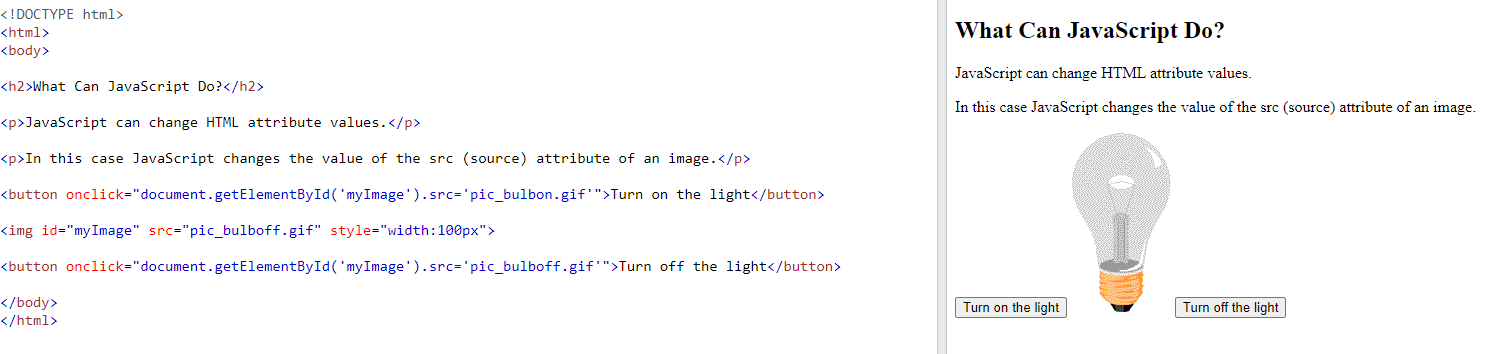 <!DOCTYPE html>
<html>
<body>
<h2>What Can JavaScript Do?</h2>
<p>JavaScript can change HTML attribute values.</p>
<p>In this case JavaScript changes the value of the src (source) attribute of an image.</p>
<button onclick="document.getElementById('myImage').src='pic_bulbon.gif'">Turn on the light</button>
<img id="myImage" src="pic_bulboff.gif" style="width:100px">
<button onclick="document.getElementById('myImage').src='pic_bulboff.gif'">Turn off the light</button>
</body>
</html>
What Can JavaScript Do?
JavaScript can change HTML attribute values.
In this case JavaScript changes the value of the src (source) attribute of an image.
Turn on the light
Turn off the light